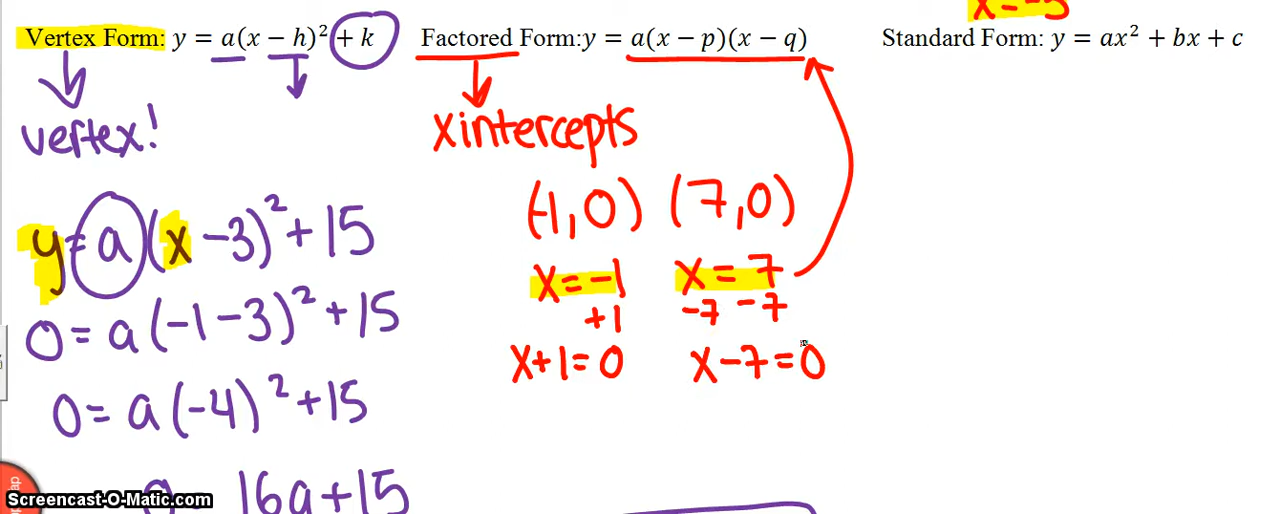 x = -3
Vertex Form: y = a(x − h)² + k
vertex!
y = a(x - 3)² + 15
0 = a(-1 - 3)² + 15
0 = a(-4)² + 15
16a + 15
Factored Form: y = a(x − p)(x − q)
x intercepts
(-1, 0) (7, 0)
x = -1 x = 7
+1 -7 -7
x + 1 = 0 x - 7 = 0
Standard Form: y = ax² + bx + c
Screencast-O-Matic.com